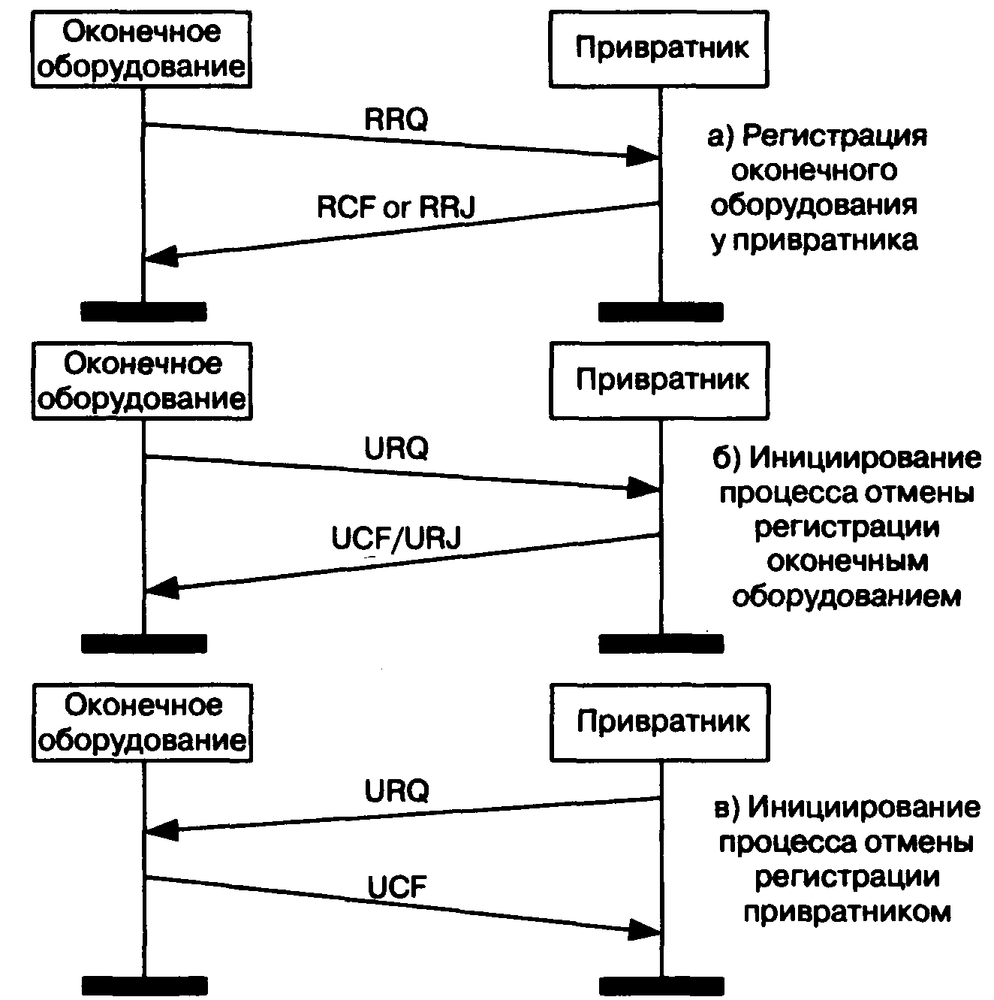 Оконечное
оборудование
Привратник
RRQ
RCF or RRJ
а) Регистрация
оконечного
оборудования
у привратника
Оконечное
оборудование
Привратник
URQ
UCF/URJ
б) Инициирование
процесса отмены
регистрации
оконечным
оборудованием
Оконечное
оборудование
Привратник
URQ
UCF
в) Инициирование
процесса отмены
регистрации
привратником